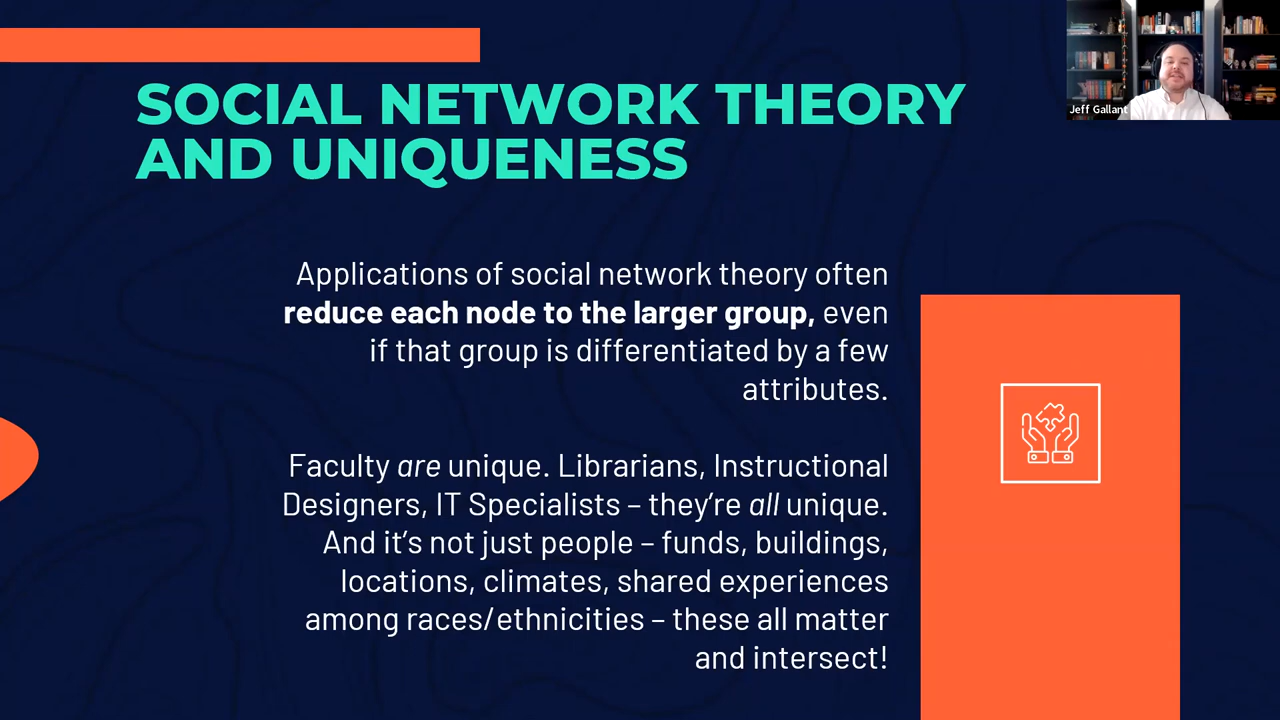 SOCIAL NETWORK THEORY
AND UNIQUENESS
Jeff Gallant
Applications of social network theory often
reduce each node to the larger group, even
if that group is differentiated by a few
attributes.
Faculty are unique. Librarians, Instructional
Designers, IT Specialists – they’re all unique.
And it’s not just people – funds, buildings,
locations, climates, shared experiences
among races/ethnicities – these all matter
and intersect!